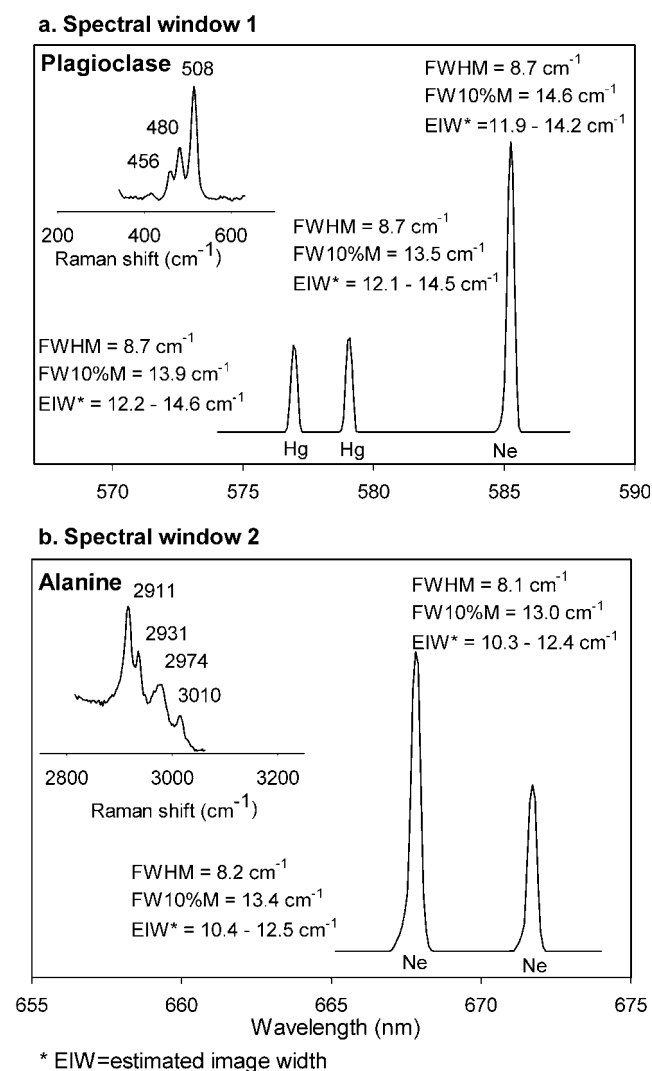 a. Spectral window 1
Plagioclase
508
480
456
200 400 600
Raman shift (cm-1)
FWHM = 8.7 cm-1
FW10%M = 14.6 cm-1
EIW* =11.9 - 14.2 cm-1
FWHM = 8.7 cm-1
FW10%M = 13.5 cm-1
EIW* = 12.1 - 14.5 cm-1
FWHM = 8.7 cm-1
FW10%M = 13.9 cm-1
EIW* = 12.2 - 14.6 cm-1
Hg Hg Ne
570 575 580 585 590
b. Spectral window 2
Alanine
2911
2931
2974
3010
2800 3000 3200
Raman shift (cm-1)
FWHM = 8.1 cm-1
FW10%M = 13.0 cm-1
EIW* = 10.3 - 12.4 cm-1
FWHM = 8.2 cm-1
FW10%M = 13.4 cm-1
EIW* = 10.4 - 12.5 cm-1
Ne Ne
655 660 665 670 675
Wavelength (nm)
* EIW=estimated image width